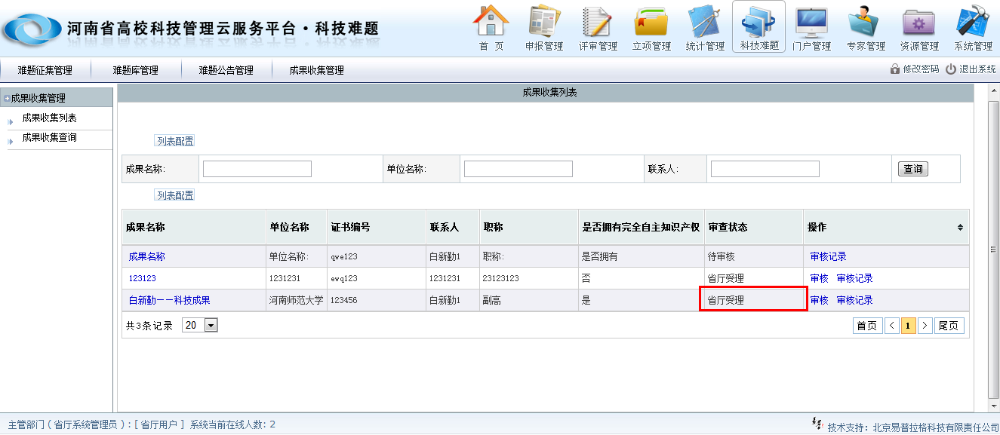 河南省高校科技管理云服务平台·科技难题
首 页 申报管理 评审管理 立项管理 统计管理 科技难题 门户管理 专家管理 资源管理 系统管理
难题征集管理 难题库管理 难题公告管理 成果收集管理 修改密码 退出系统
成果收集管理
成果收集列表
成果收集查询
成果收集列表
列表配置
成果名称: 单位名称: 联系人: 查询
列表配置
成果名称 单位名称 证书编号 联系人 职称 是否拥有完全自主知识产权 审查状态 操作
成果名称 单位名称: qwe123 白新勤1 职称: 是否拥有 待审核 审核记录
123123 1231231 ewq123 1231231 23123123 否 省厅受理 审核 审核记录
白新勤——科技成果 河南师范大学 123456 白新勤1 副高 是 省厅受理 审核 审核记录
共3条记录 20 首页 < 1 > 尾页
主管部门(省厅系统管理员):[省厅用户] 系统当前在线人数: 2 技术支持: 北京易普拉格科技有限责任公司